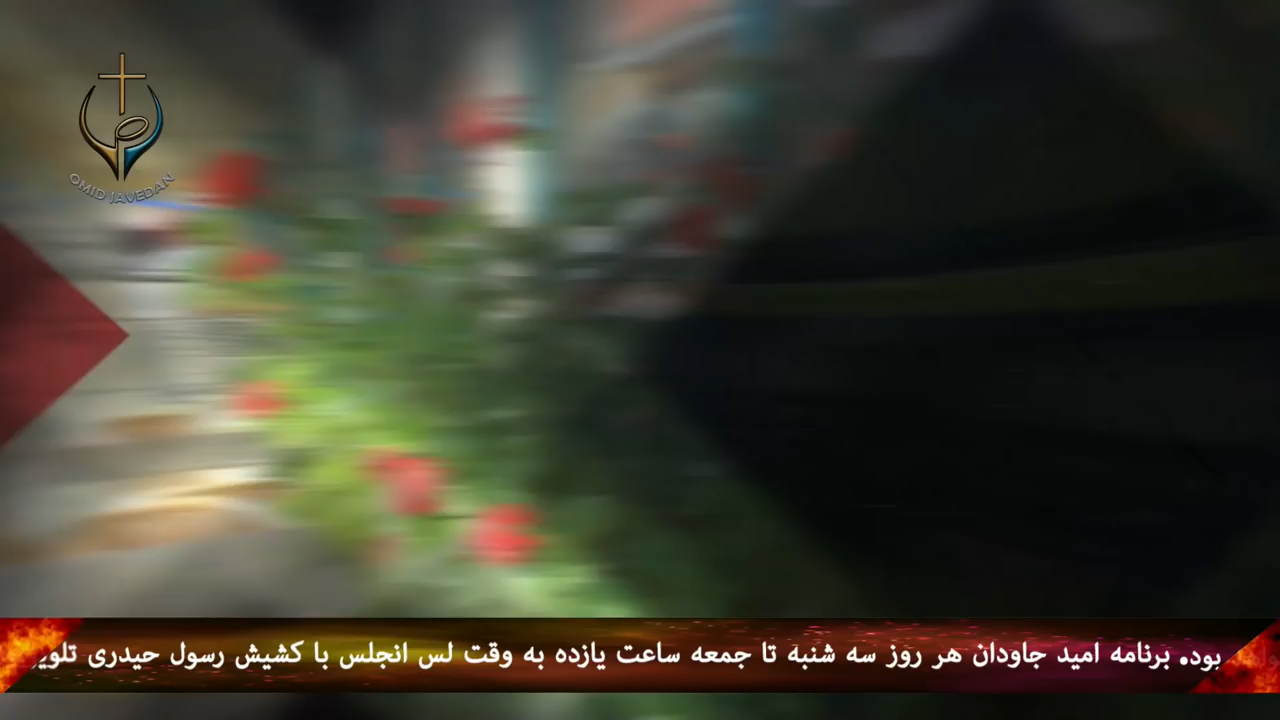 OMID JAVEDAN
بود. برنامه امید جاودان هر روز سه شنبه تا جمعه ساعت یازده به وقت لس انجلس با کشیش رسول حیدری